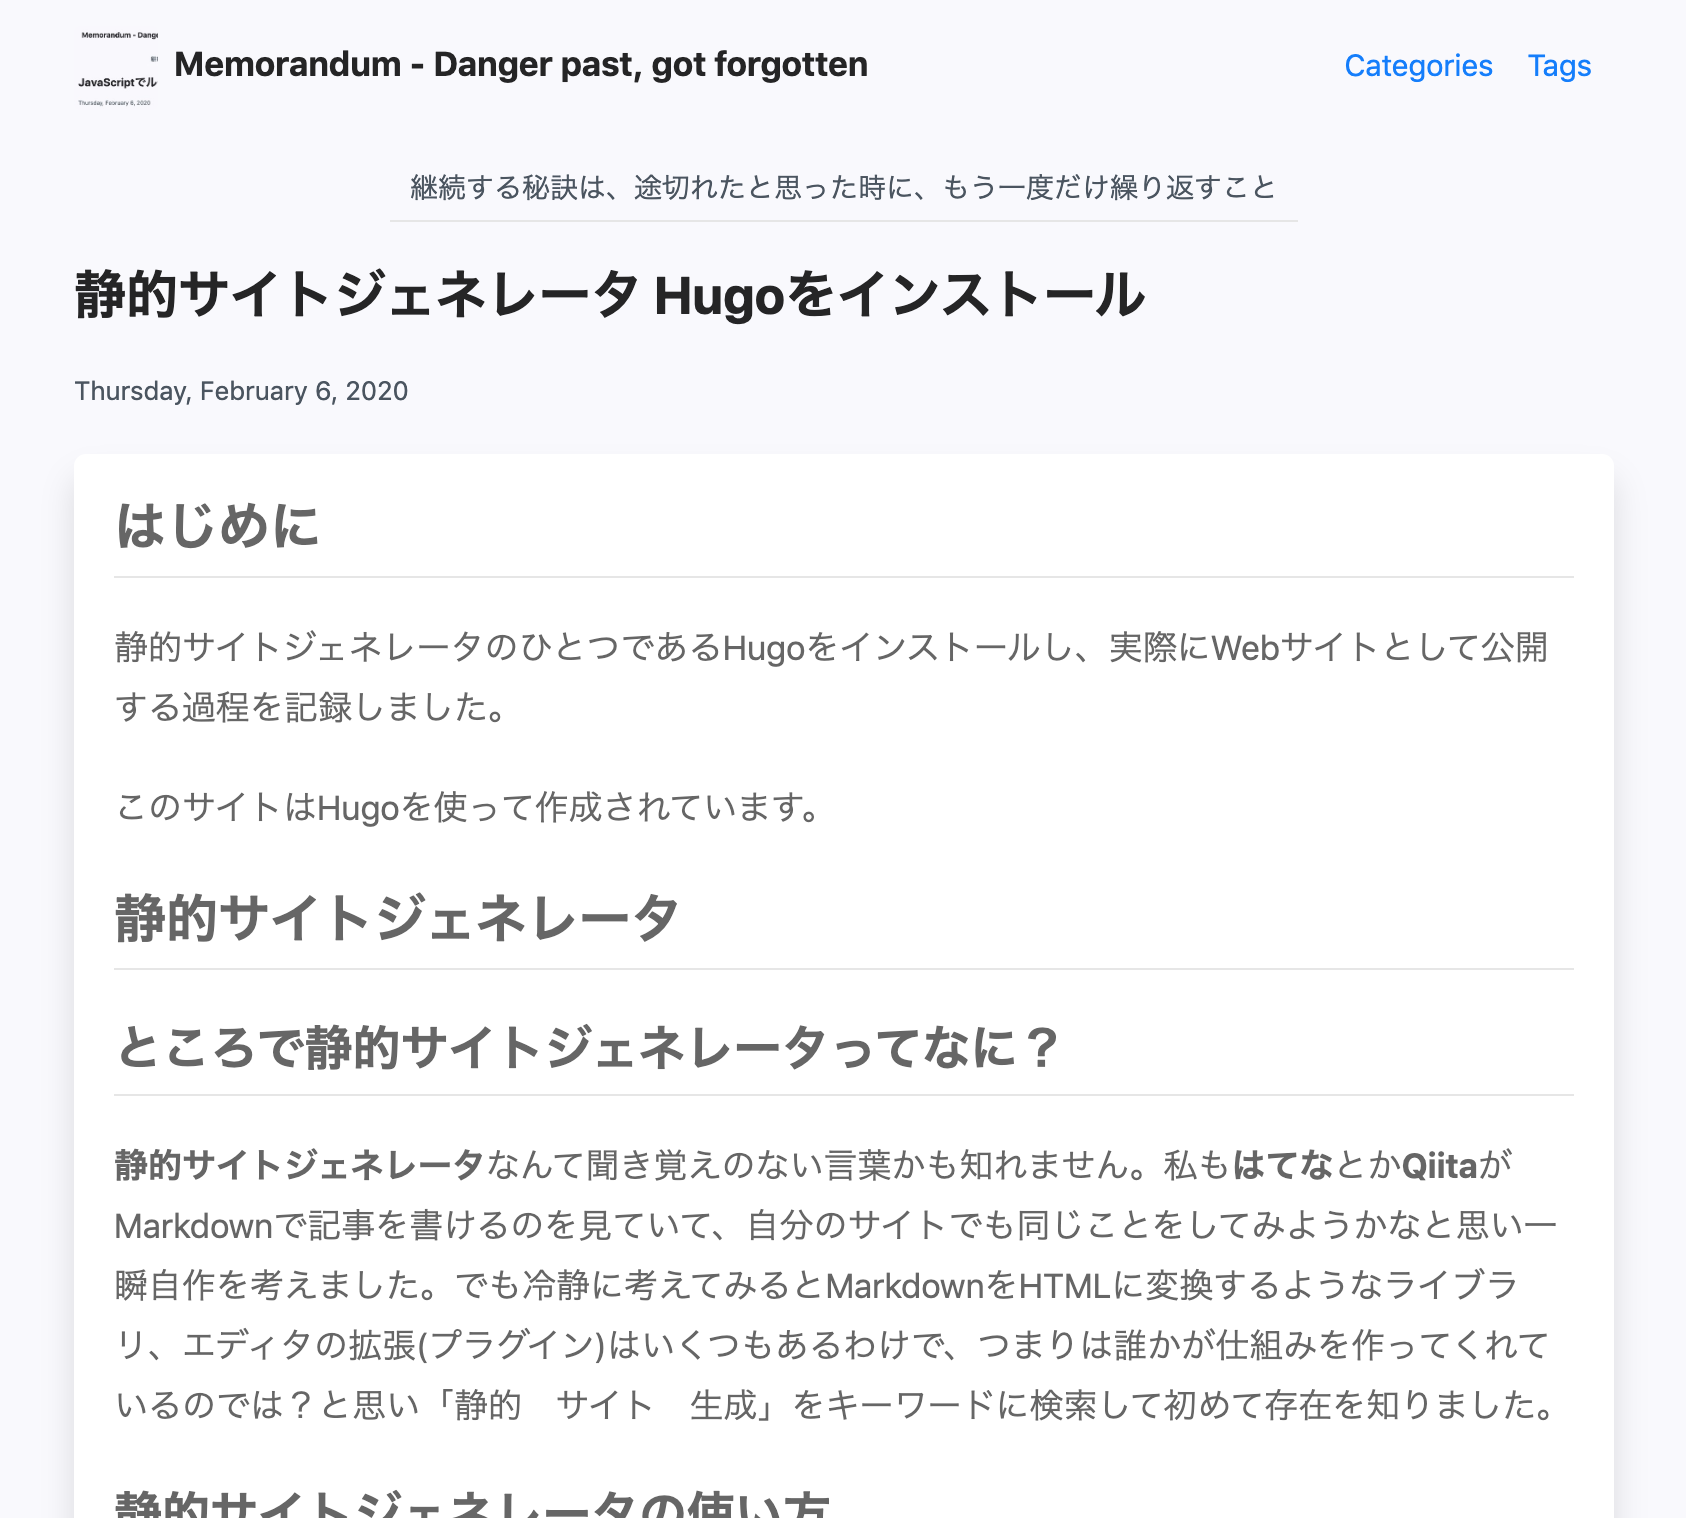 Memorandum - Dange
JavaScriptでル
Thursday, February 6, 2020
Memorandum - Danger past, got forgotten
Categories Tags
継続する秘訣は、途切れたと思った時に、もう一度だけ繰り返すこと
静的サイトジェネレータ Hugoをインストール
Thursday, February 6, 2020
はじめに
静的サイトジェネレータのひとつであるHugoをインストールし、実際にWebサイトとして公開
する過程を記録しました。
このサイトはHugoを使って作成されています。
静的サイトジェネレータ
ところで静的サイトジェネレータってなに？
静的サイトジェネレータなんて聞き覚えのない言葉かも知れません。私もはてなとかQiitaが
Markdownで記事を書けるのを見ていて、自分のサイトでも同じことをしてみようかなと思い一
瞬自作を考えました。でも冷静に考えてみるとMarkdownをHTMLに変換するようなライブラ
リ、エディタの拡張(プラグイン)はいくつもあるわけで、つまりは誰かが仕組みを作ってくれて
いるのでは？と思い「静的　サイト　生成」をキーワードに検索して初めて存在を知りました。
静的サイトジェネレータの使い方